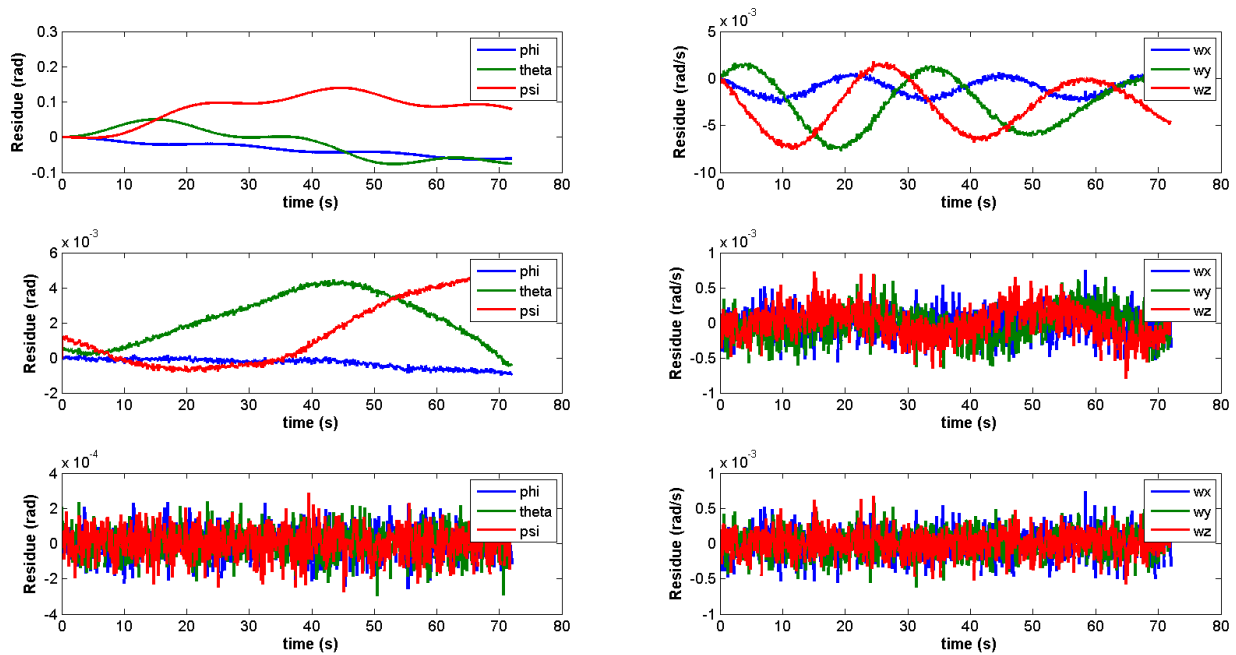 0.3
0.2
0.1
0
-0.1
Residue (rad)
0 10 20 30 40 50 60 70 80
time (s)
phi
theta
psi
x 10^-3
5
0
-5
-10
Residue (rad/s)
0 10 20 30 40 50 60 70 80
time (s)
wx
wy
wz
x 10^-3
6
4
2
0
-2
Residue (rad)
0 10 20 30 40 50 60 70 80
time (s)
phi
theta
psi
x 10^-3
1
0.5
0
-0.5
-1
Residue (rad/s)
0 10 20 30 40 50 60 70 80
time (s)
wx
wy
wz
x 10^-4
4
2
0
-2
-4
Residue (rad)
0 10 20 30 40 50 60 70 80
time (s)
phi
theta
psi
x 10^-3
1
0.5
0
-0.5
-1
Residue (rad/s)
0 10 20 30 40 50 60 70 80
time (s)
wx
wy
wz